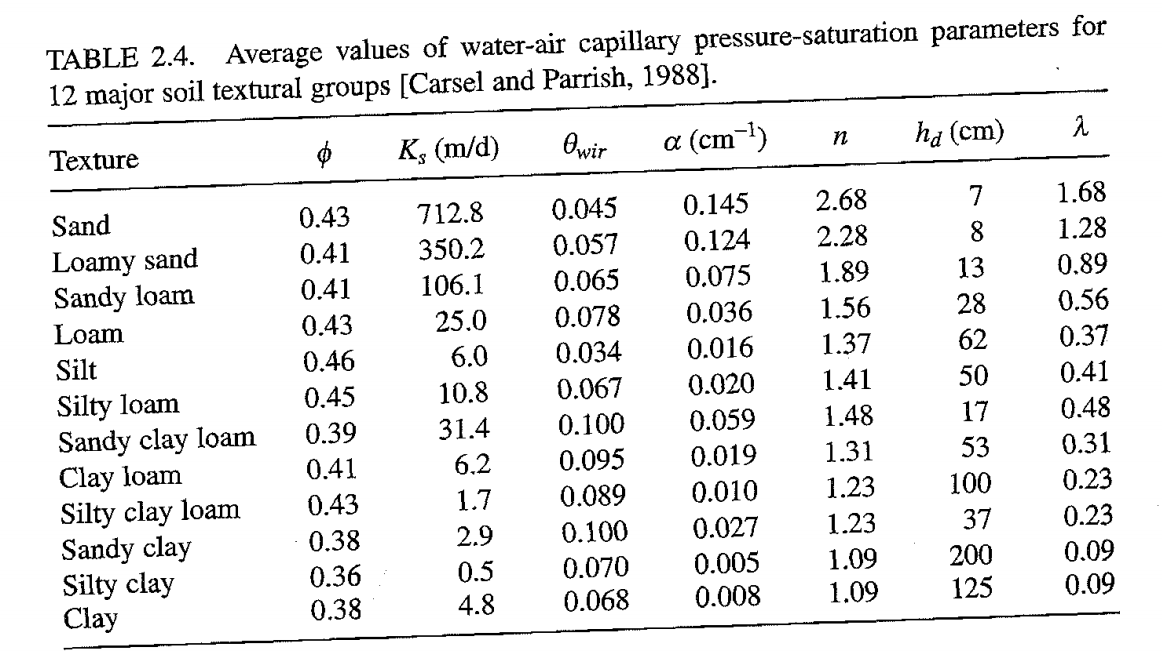 TABLE 2.4. Average values of water-air capillary pressure-saturation parameters for
12 major soil textural groups [Carsel and Parrish, 1988].
Texture ϕ Kₛ (m/d) θwir α (cm⁻¹) n h_d (cm) λ
Sand 0.43 712.8 0.045 0.145 2.68 7 1.68
Loamy sand 0.41 350.2 0.057 0.124 2.28 8 1.28
Sandy loam 0.41 106.1 0.065 0.075 1.89 13 0.89
Loam 0.43 25.0 0.078 0.036 1.56 28 0.56
Silt 0.46 6.0 0.034 0.016 1.37 62 0.37
Silty loam 0.45 10.8 0.067 0.020 1.41 50 0.41
Sandy clay loam 0.39 31.4 0.100 0.059 1.48 17 0.48
Clay loam 0.41 6.2 0.095 0.019 1.31 53 0.31
Silty clay loam 0.43 1.7 0.089 0.010 1.23 100 0.23
Sandy clay 0.38 2.9 0.100 0.027 1.23 37 0.23
Silty clay 0.36 0.5 0.070 0.005 1.09 200 0.09
Clay 0.38 4.8 0.068 0.008 1.09 125 0.09